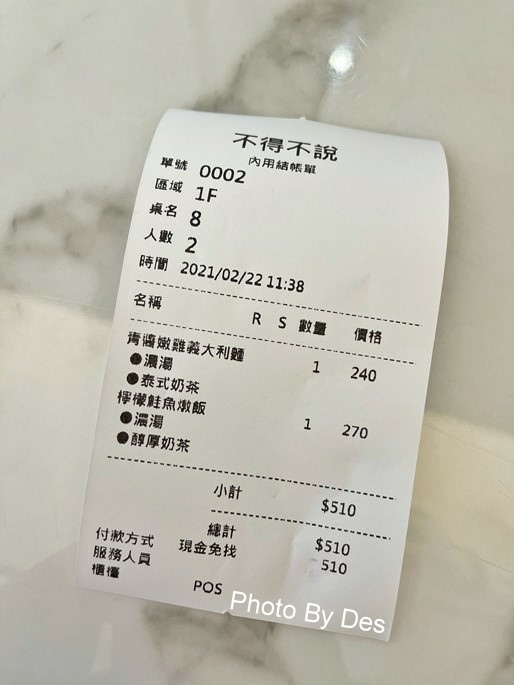 不得不說
內用結帳單
單號 0002
區域 1F
桌名 8
人數 2
時間 2021/02/22 11:38
名稱 R S 數量 價格
青醬嫩雞義大利麵 1 240
●濃湯
●泰式奶茶
檸檬鮭魚燉飯 1 270
●濃湯
●醇厚奶茶
小計 $510
總計 $510
付款方式 現金免找 510
服務人員
櫃檯 POS
Photo By Des